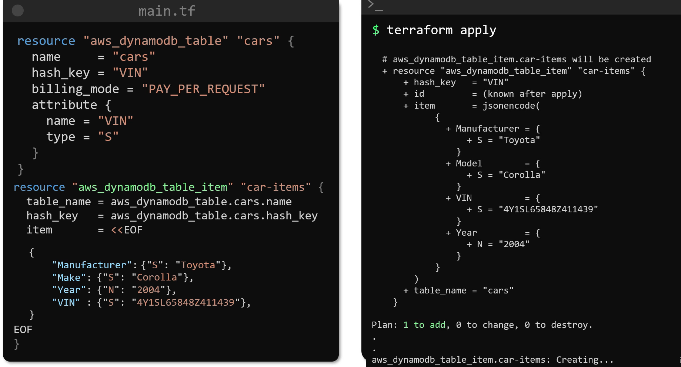 main.tf
resource "aws_dynamodb_table" "cars" {
name = "cars"
hash_key = "VIN"
billing_mode = "PAY_PER_REQUEST"
attribute {
name = "VIN"
type = "S"
}
}
resource "aws_dynamodb_table_item" "car-items" {
table_name = aws_dynamodb_table.cars.name
hash_key = aws_dynamodb_table.cars.hash_key
item = <<EOF
{
"Manufacturer": {"S": "Toyota"},
"Make": {"S": "Corolla"},
"Year": {"N": "2004"},
"VIN" : {"S": "4Y1SL65848Z411439"},
}
EOF
}
>_
$ terraform apply
# aws_dynamodb_table_item.car-items will be created
+ resource "aws_dynamodb_table_item" "car-items" {
+ hash_key = "VIN"
+ id = (known after apply)
+ item = jsonencode(
{
+ Manufacturer = {
+ S = "Toyota"
}
+ Model = {
+ S = "Corolla"
}
+ VIN = {
+ S = "4Y1SL65848Z411439"
}
+ Year = {
+ N = "2004"
}
}
)
+ table_name = "cars"
}
Plan: 1 to add, 0 to change, 0 to destroy.
.
.
aws_dynamodb_table_item.car-items: Creating...